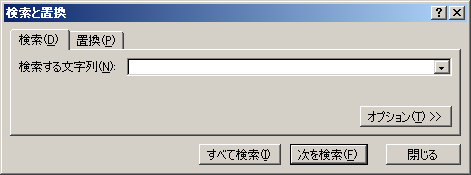 検索と置換
検索(D) 置換(P)
検索する文字列(N):
オプション(T) >>
すべて検索(I) 次を検索(F) 閉じる